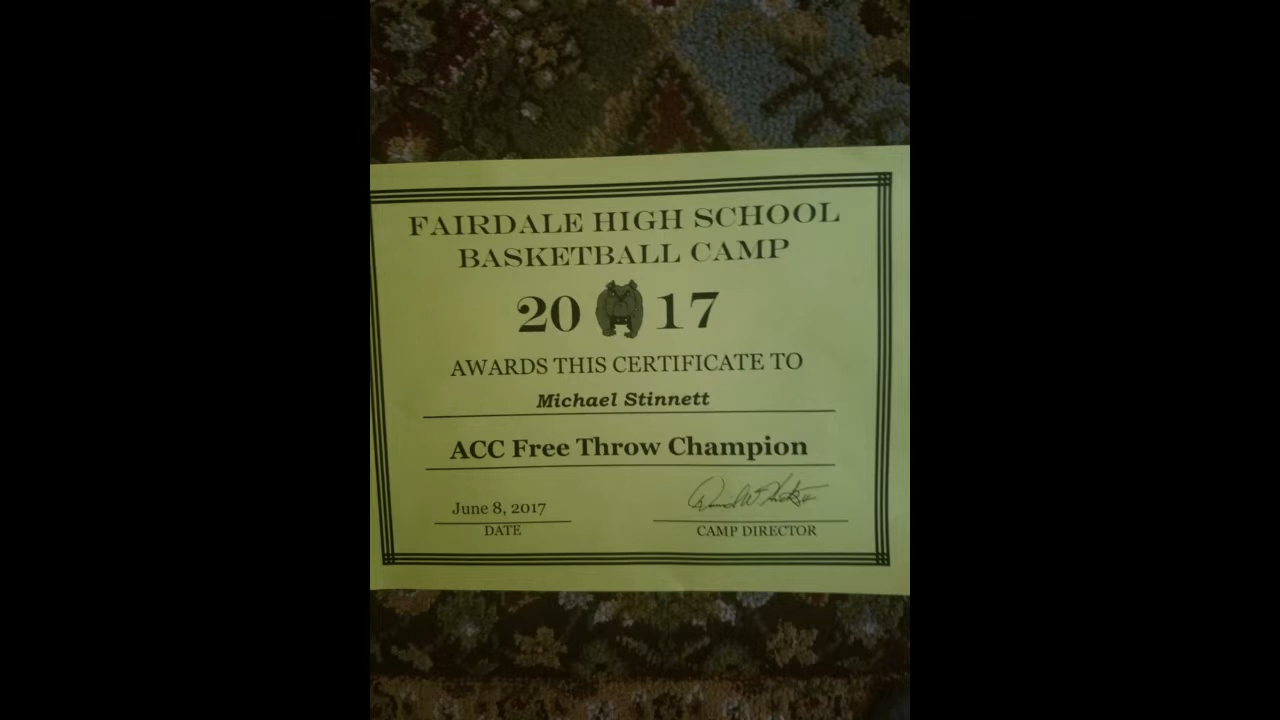 FAIRDALE HIGH SCHOOL
BASKETBALL CAMP
20 17
AWARDS THIS CERTIFICATE TO
Michael Stinnett
ACC Free Throw Champion
June 8, 2017
DATE
CAMP DIRECTOR